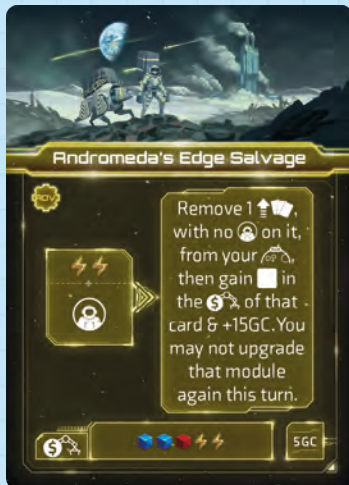 Andromeda's Edge Salvage
ADV
Remove 1
with no on it,
from your
then gain in
the $ of that
card & +15GC. You
may not upgrade
that module
again this turn.
$
5GC